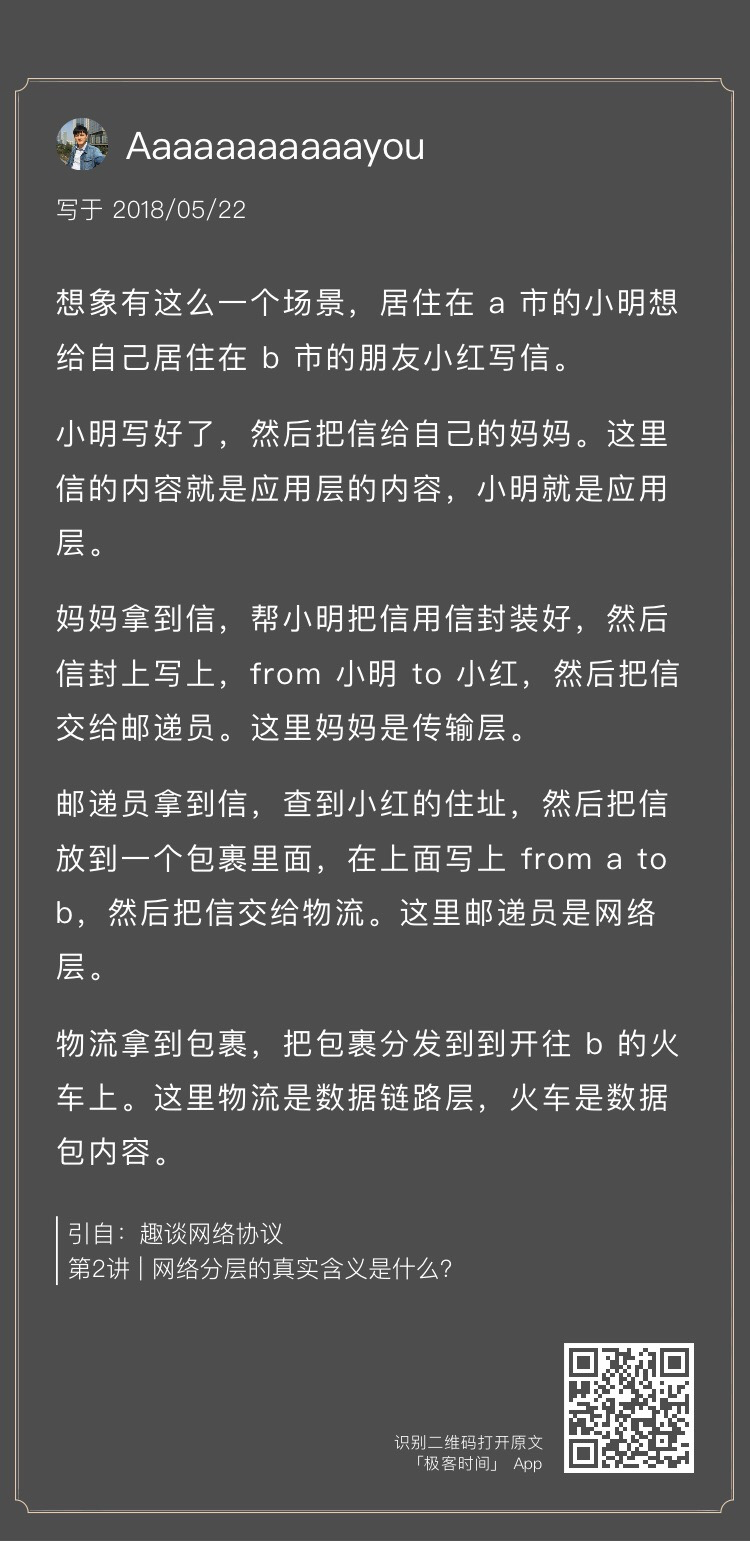 Aaaaaaaaaaaayou
写于 2018/05/22
想象有这么一个场景，居住在 a 市的小明想
给自己居住在 b 市的朋友小红写信。
小明写好了，然后把信给自己的妈妈。这里
信的内容就是应用层的内容，小明就是应用
层。
妈妈拿到信，帮小明把信用信封装好，然后
信封上写上，from 小明 to 小红，然后把信
交给邮递员。这里妈妈是传输层。
邮递员拿到信，查到小红的住址，然后把信
放到一个包裹里面，在上面写上 from a to
b，然后把信交给物流。这里邮递员是网络
层。
物流拿到包裹，把包裹分发到到开往 b 的火
车上。这里物流是数据链路层，火车是数据
包内容。
引自：趣谈网络协议
第2讲 | 网络分层的真实含义是什么？
识别二维码打开原文
「极客时间」 App